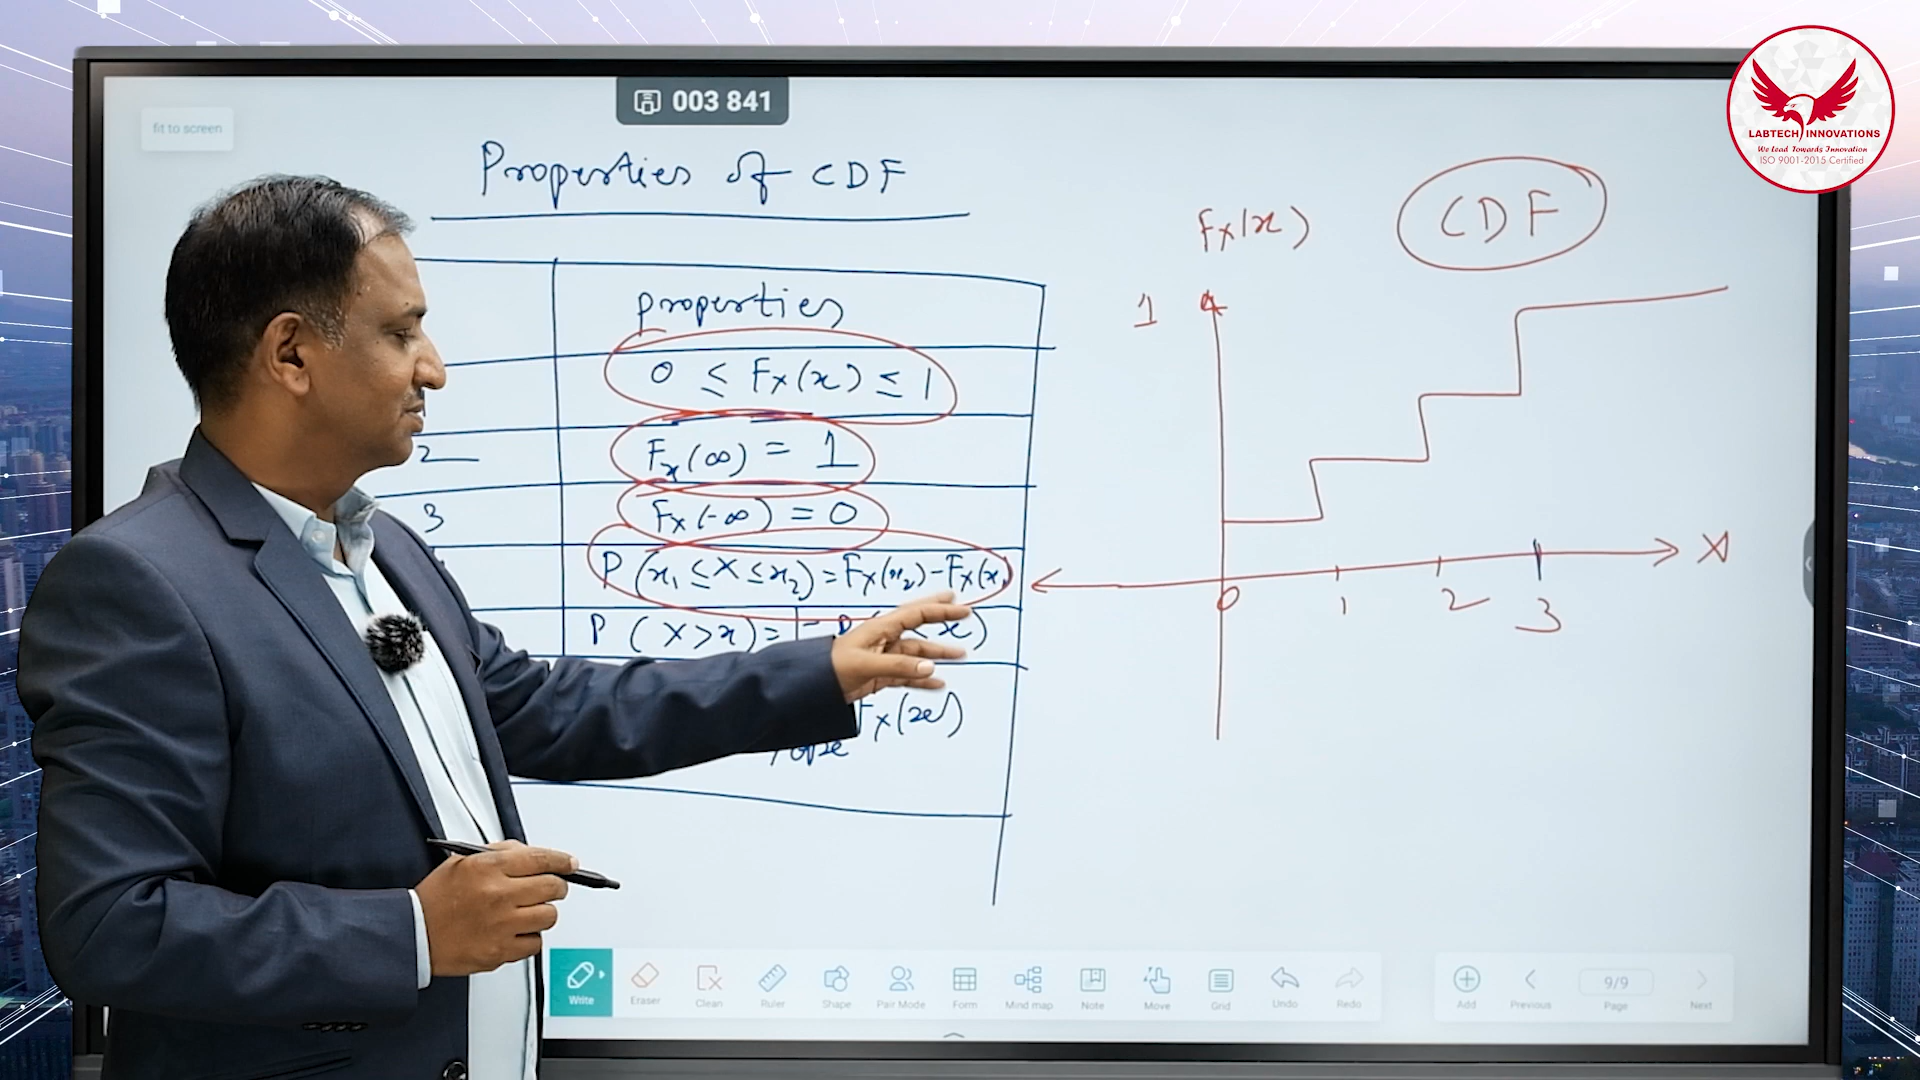 fit to screen
003 841
LABTECH INNOVATIONS
We Lead Towards Innovation
ISO 9001-2015 Certified
Properties of CDF
properties
0 ≤ Fx(x) ≤ 1
2
Fx(∞) = 1
3
Fx(-∞) = 0
P(x₁ ≤ X ≤ x₂) = Fx(x₂) - Fx(x₁)
P(X > x) = 1 - P( < x)
Fx(x)
Fx(x)
CDF
1
X
0 1 2 3
Write Eraser Clean Ruler Shape Pair Mode Form Mind map Note Move Grid Undo Redo
Add Previous 9/9 Page Next